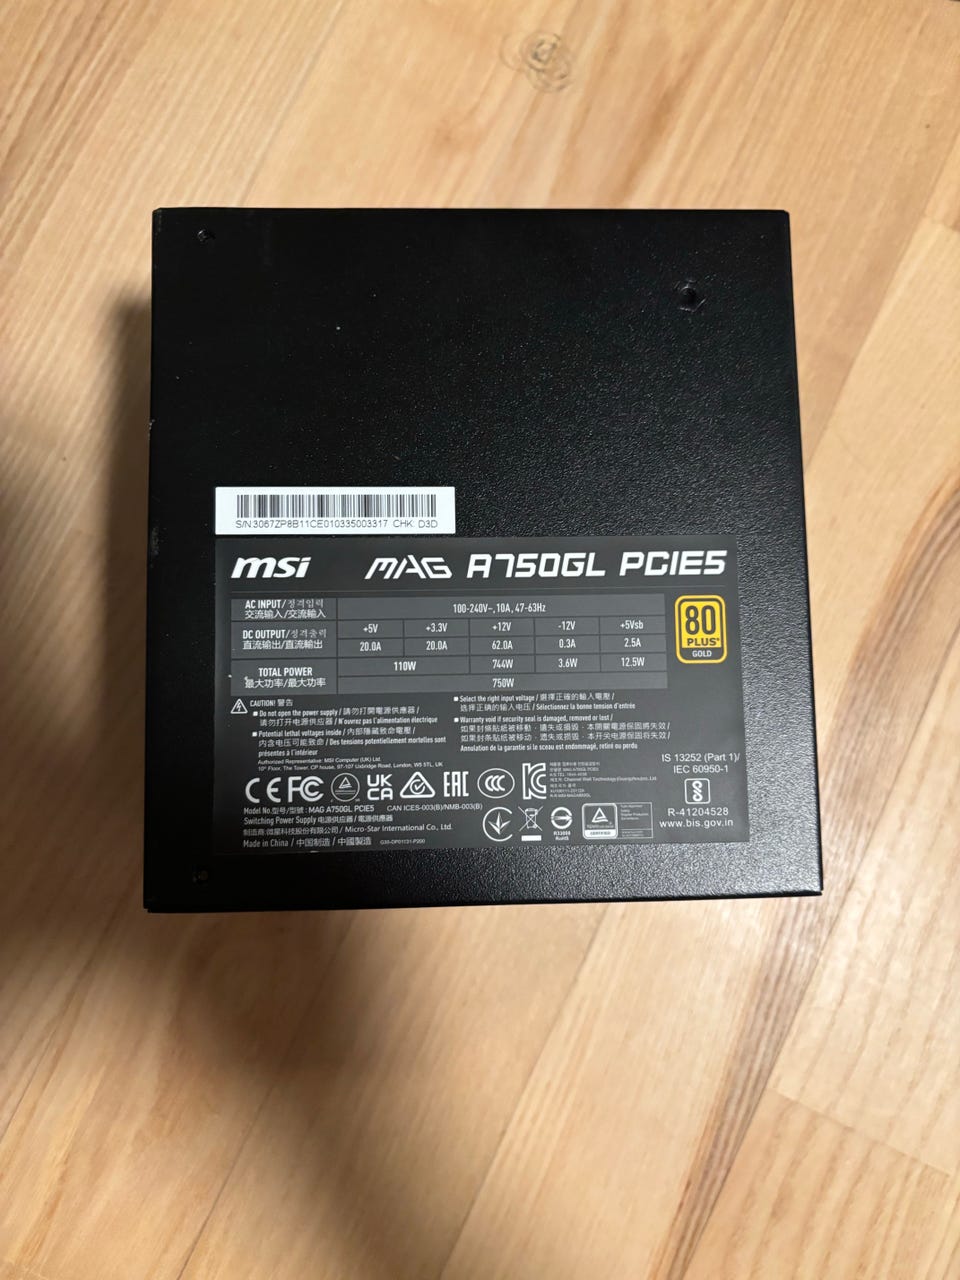 S/N3067ZP8B11CE010335003317 CHK: D3D
msi MAG A750GL PCIE5
AC INPUT/정격입력
交流输入/交流輸入
100-240V~,10A, 47-63Hz
DC OUTPUT/정격출력
直流输出/直流輸出
+5V +3.3V +12V -12V +5Vsb
20.0A 20.0A 62.0A 0.3A 2.5A
TOTAL POWER
最大功率/最大功率
110W 744W 3.6W 12.5W
750W
80
PLUS
GOLD
CAUTION! 警告
■ Do not open the power supply / 請勿打開電源供應器 /
请勿打开电源供应器 / N'ouvrez pas l'alimentation électrique
■ Potential lethal voltages inside / 內部隱藏致命電壓 /
内含电压可能致命 / Des tensions potentiellement mortelles sont
présentes à l'intérieur
■ Select the right input voltage / 選擇正確的輸入電壓 /
选择正确的输入电压 / Sélectionnez la bonne tension d'entrée
■ Warranty void if security seal is damaged, removed or lost /
如果封條貼紙被移動、遺失或損毀，本開關電源保固將失效 /
如果封条贴纸被移动、遗失或损毁，本开关电源保固将失效 /
Annulation de la garantie si le sceau est endommagé, retiré ou perdu
Authorized Representative: MSI Computer (UK) Ltd.
10th Floor, The Tower, CP house, 97-107 Uxbridge Road, London, W5 5TL, UK
IS 13252 (Part 1)/
IEC 60950-1
R-41204528
www.bis.gov.in
CE FC UK CA EAC CCC
Model No.型号/型號 : MAG A750GL PCIE5 CAN ICES-003(B)/NMB-003(B)
Switching Power Supply 电源供应器 / 電源供應器
制造商:微星科技股份有限公司 / Micro-Star International Co., Ltd.
Made in China / 中国制造 / 中國製造
R33088
RoHS